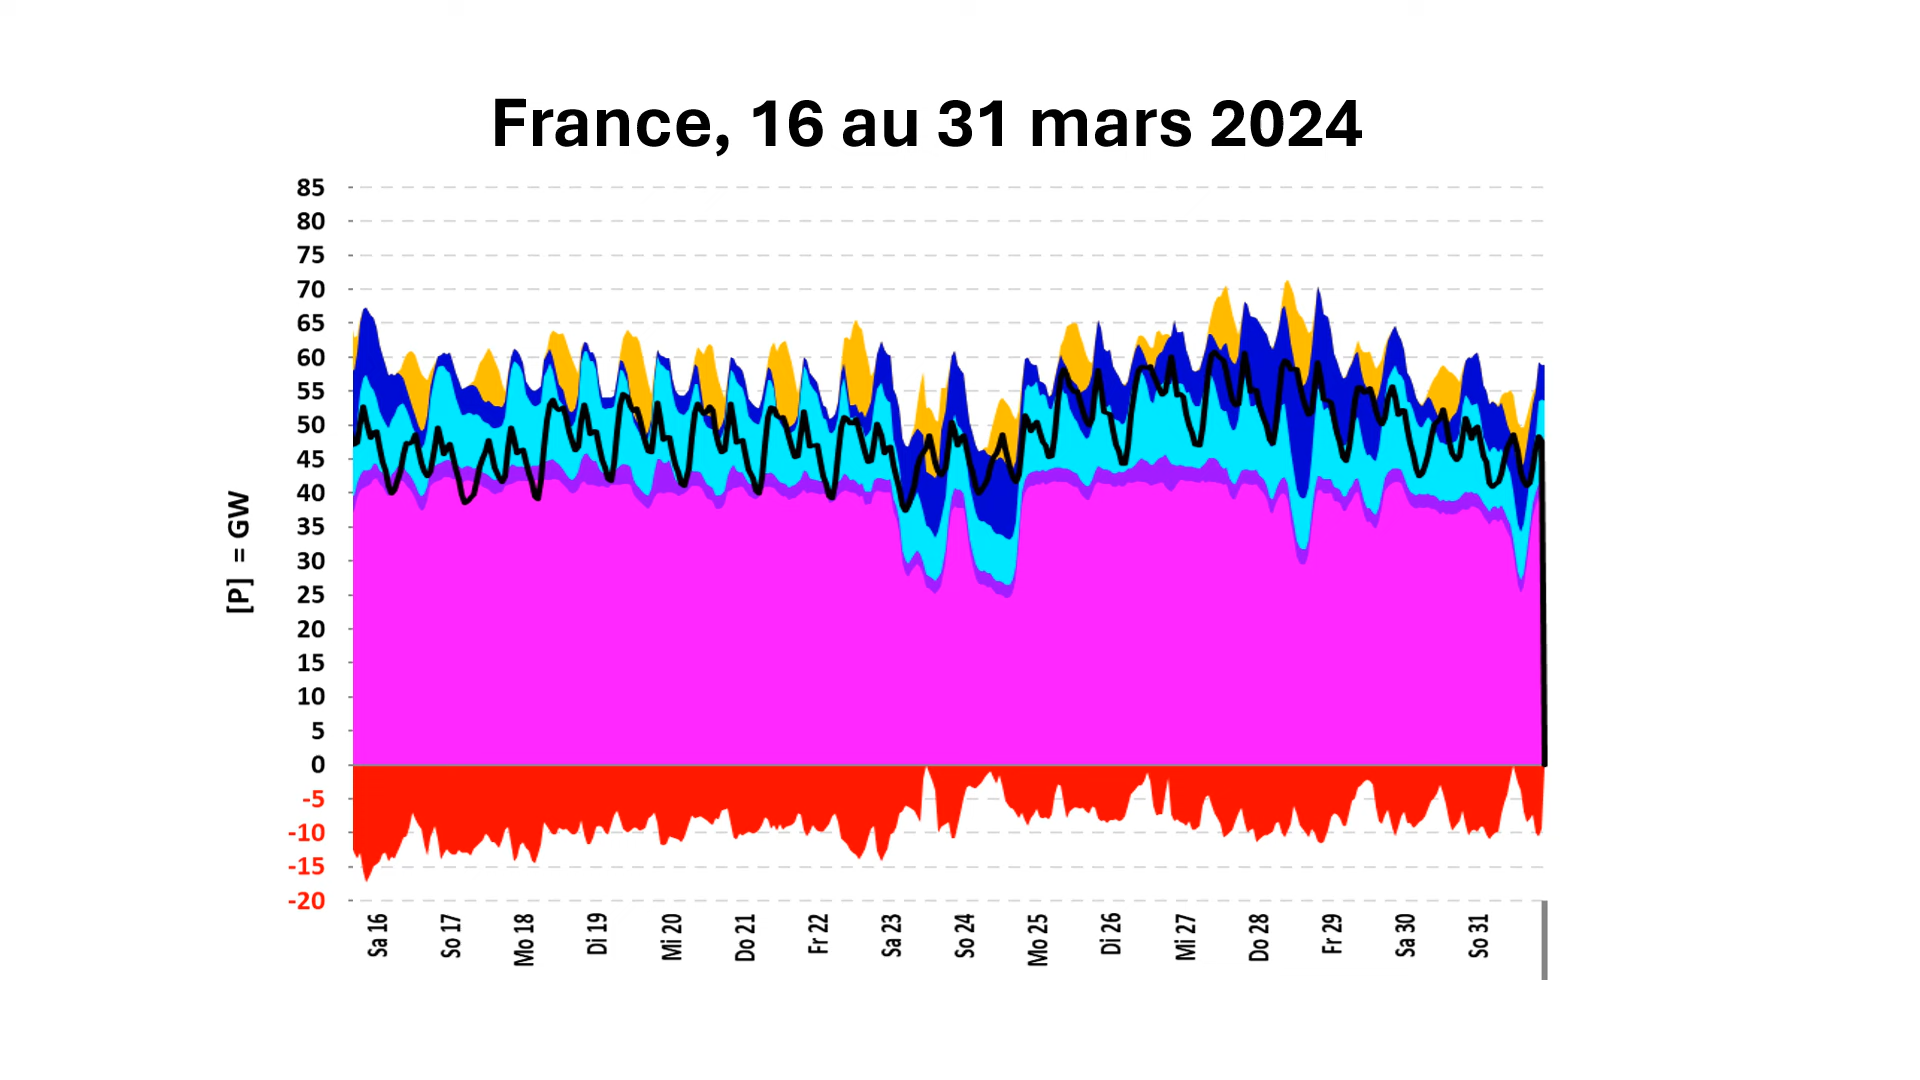 France, 16 au 31 mars 2024
85
80
75
70
65
60
55
50
45
40
35
30
25
20
15
10
5
0
-5
-10
-15
-20
[P] = GW
Sa 16
So 17
Mo 18
Di 19
Mi 20
Do 21
Fr 22
Sa 23
So 24
Mo 25
Di 26
Mi 27
Do 28
Fr 29
Sa 30
So 31